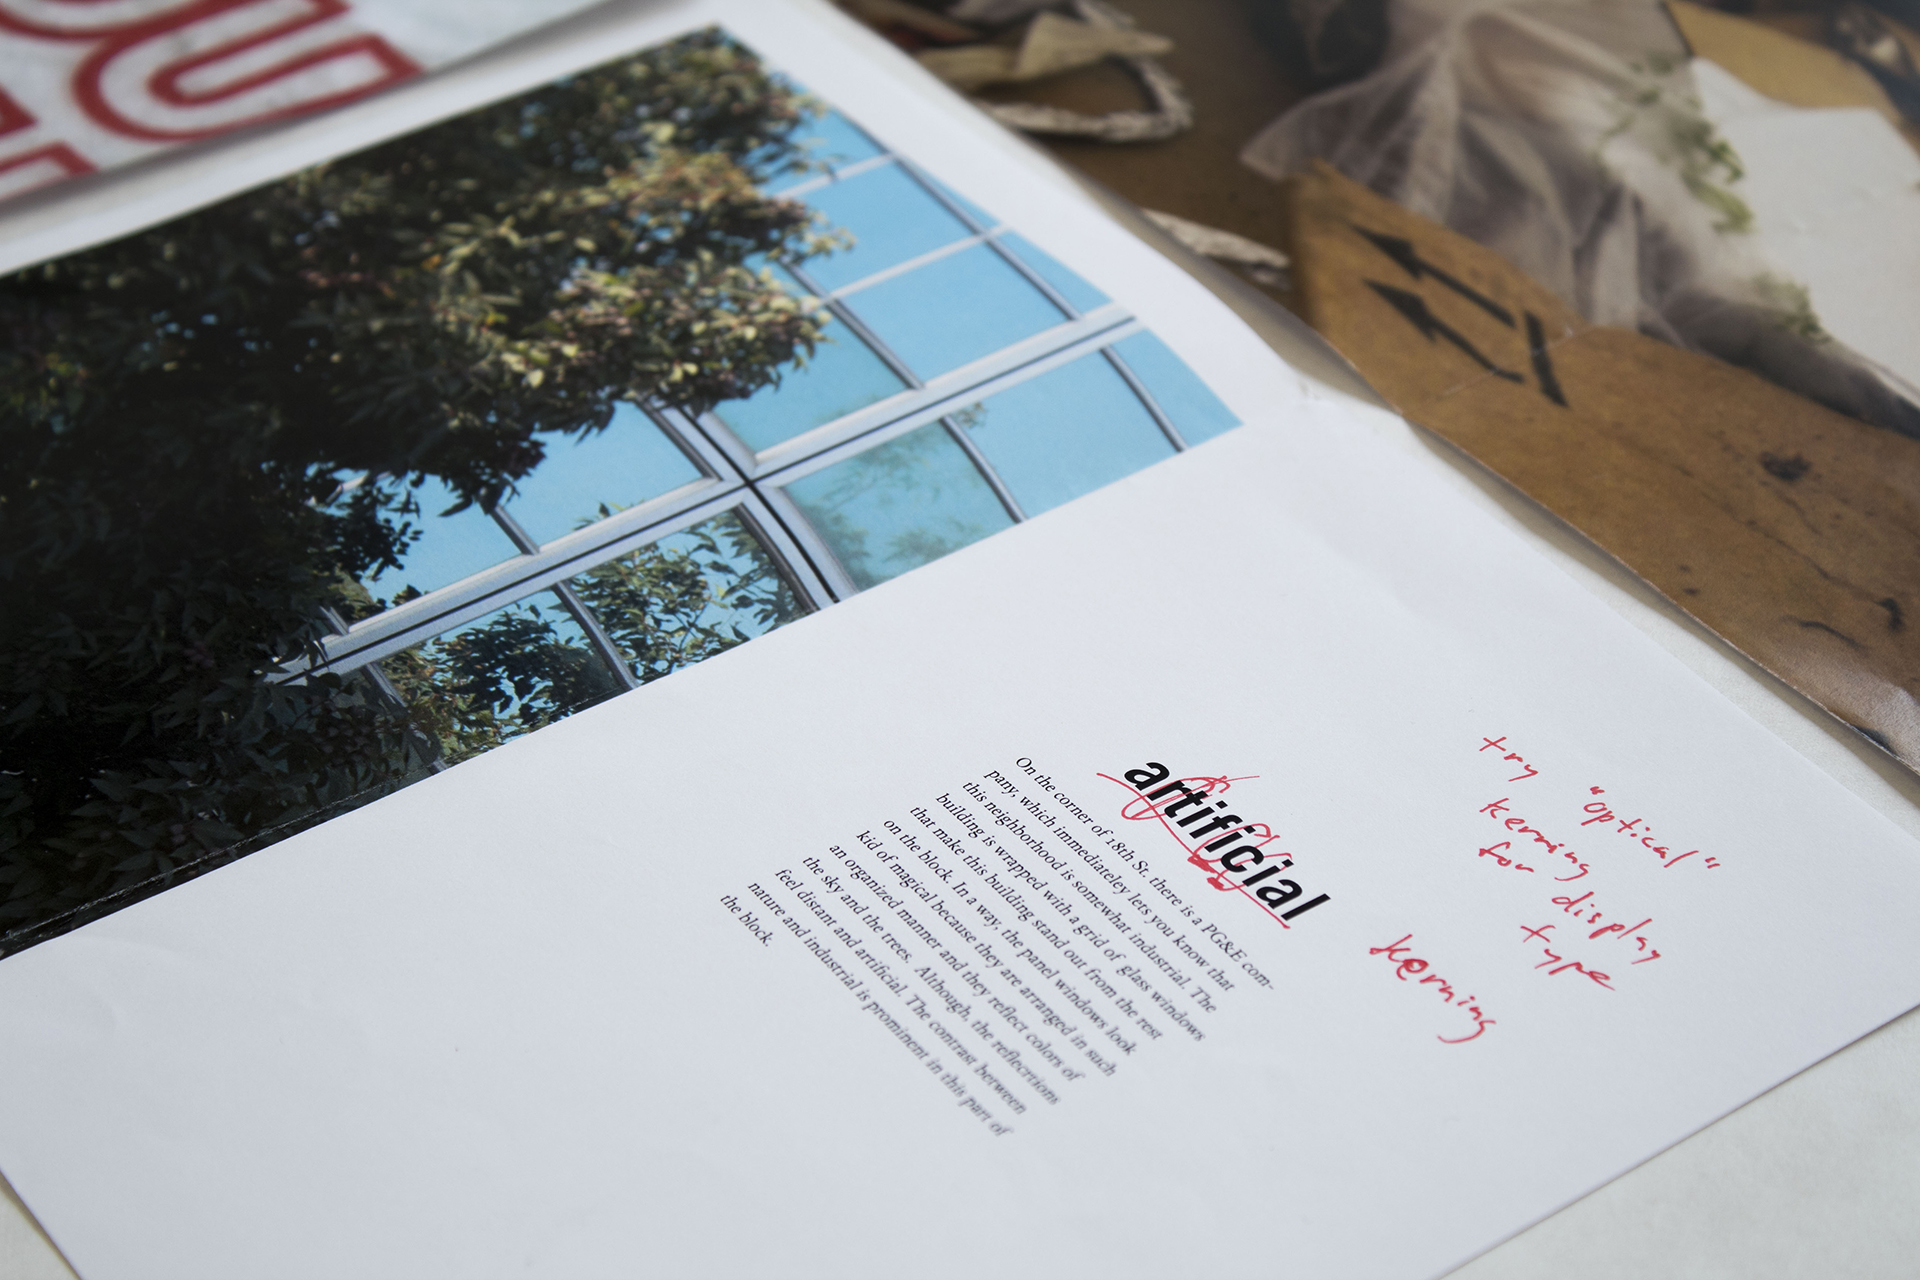 OU
artificial
On the corner of 18th St. there is a PG&E com-
pany, which immediateley lets you know that
this neighborhood is somewhat industrial. The
building is wrapped with a grid of glass windows
that make this building stand out from the rest
on the block. In a way, the panel windows look
kid of magical because they are arranged in such
an organized manner and they reflect colors of
the sky and the trees. Although, the reflecrtions
feel distant and artificial. The contrast between
nature and industrial is prominent in this part of
the block.
try
"optical"
kerning
for display
type
kerning